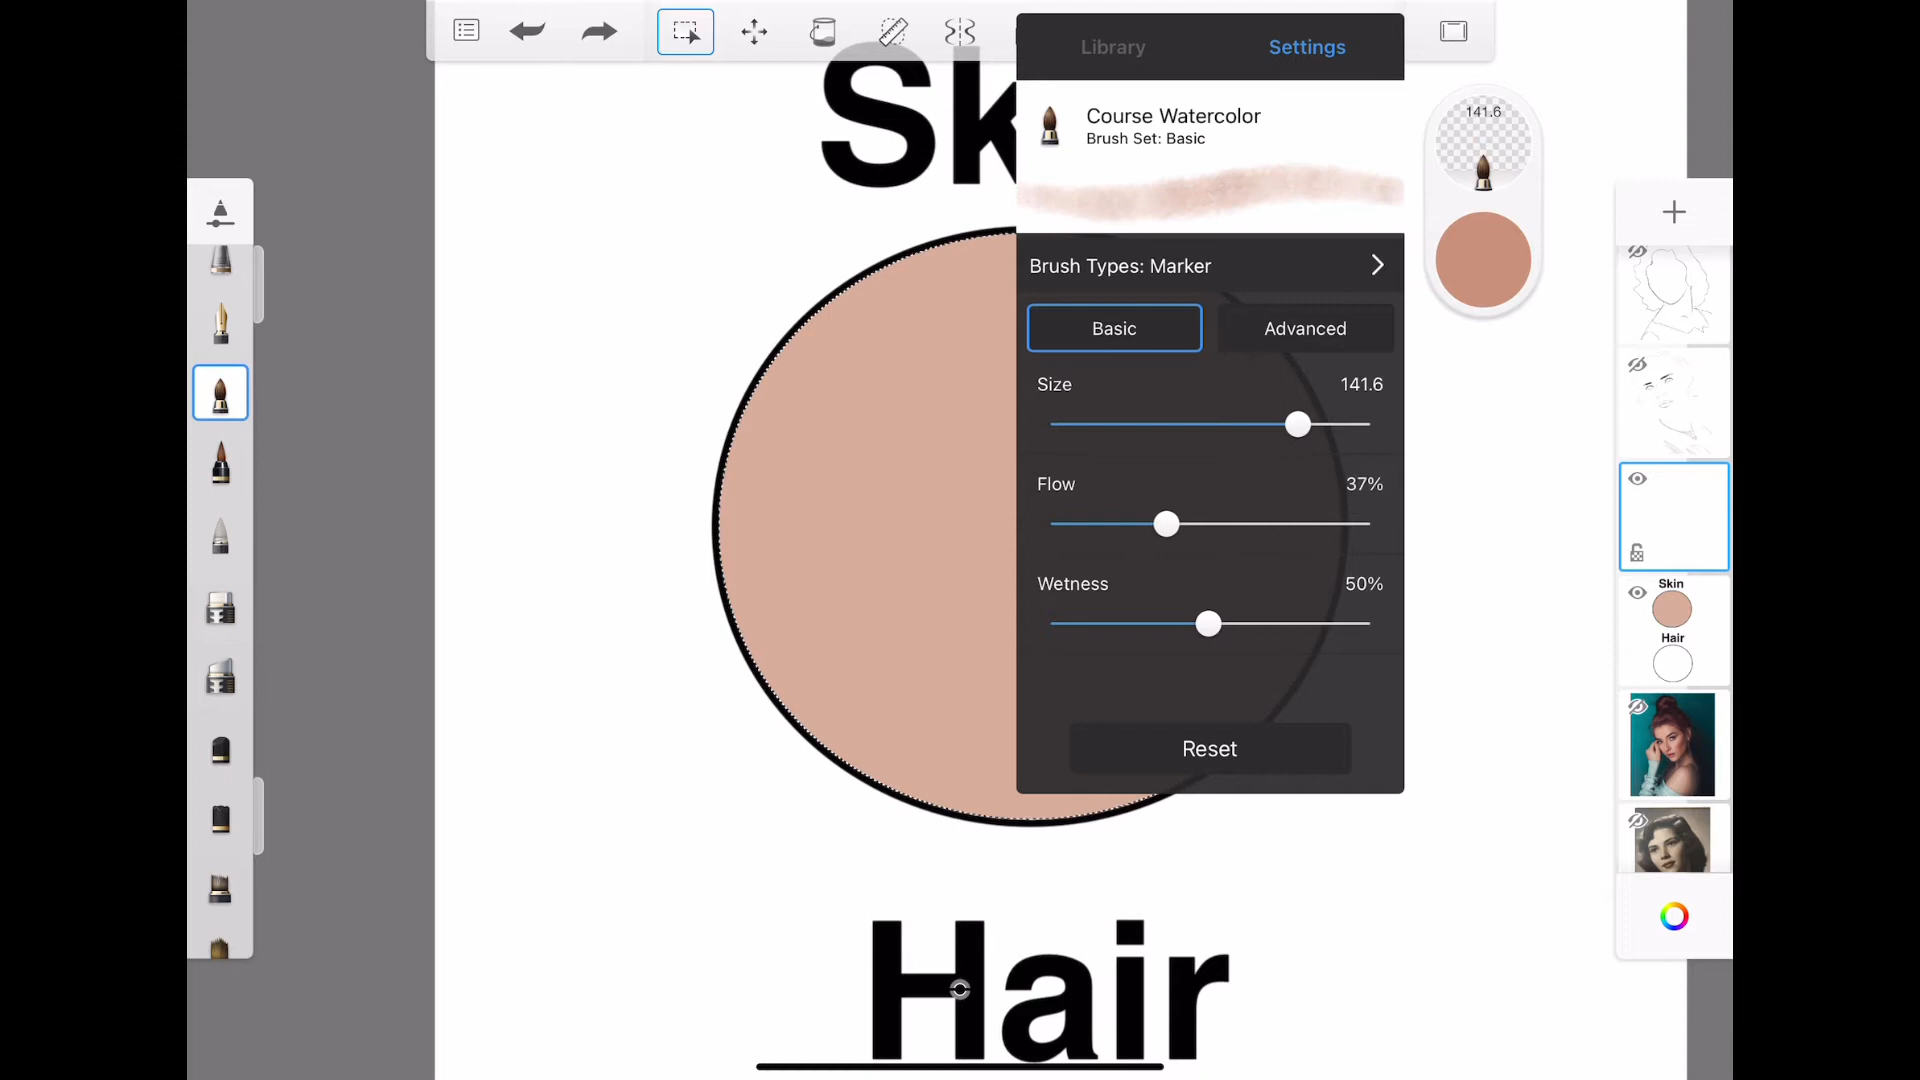 Library Settings
Sk
Course Watercolor
Brush Set: Basic
141.6
Brush Types: Marker
Basic Advanced
Size 141.6
Flow 37%
Wetness 50%
Reset
Skin
Hair
Hair